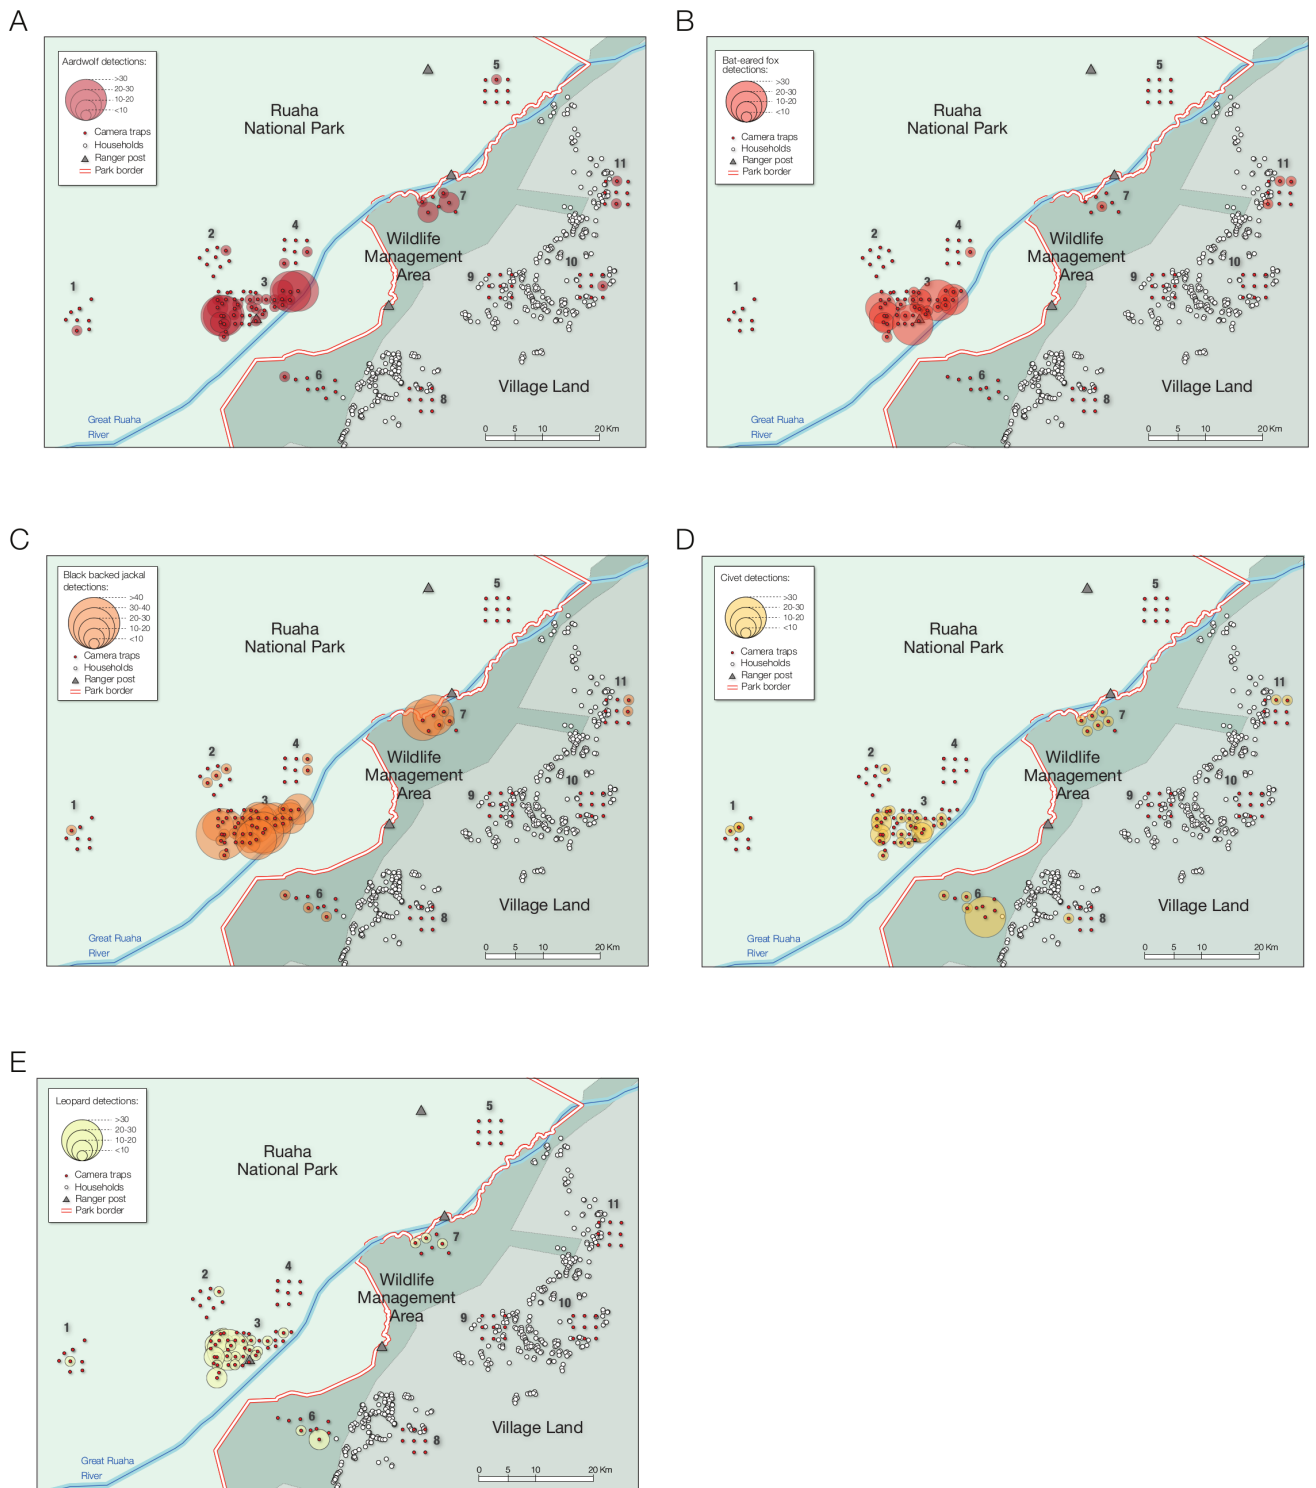 A
Aardwolf detections:
>30
20-30
10-20
<10
Camera traps
Households
Ranger post
Park border
Ruaha
National Park
5
11
7
4
2
Wildlife
Management
Area
10
9
3
1
6
8
Village Land
Great Ruaha
River
0 5 10 20 Km
B
Bat-eared fox
detections:
>30
20-30
10-20
<10
Camera traps
Households
Ranger post
Park border
Ruaha
National Park
5
11
7
4
2
Wildlife
Management
Area
10
9
3
1
6
8
Village Land
Great Ruaha
River
0 5 10 20 Km
C
Black backed jackal
detections:
>40
30-40
20-30
10-20
<10
Camera traps
Households
Ranger post
Park border
Ruaha
National Park
5
11
7
4
2
Wildlife
Management
Area
10
9
3
1
6
8
Village Land
Great Ruaha
River
0 5 10 20 Km
D
Civet detections:
>30
20-30
10-20
<10
Camera traps
Households
Ranger post
Park border
Ruaha
National Park
5
11
7
4
2
Wildlife
Management
Area
10
9
3
1
6
8
Village Land
Great Ruaha
River
0 5 10 20 Km
E
Leopard detections:
>30
20-30
10-20
<10
Camera traps
Households
Ranger post
Park border
Ruaha
National Park
5
11
7
4
2
Wildlife
Management
Area
10
9
3
1
6
8
Village Land
Great Ruaha
River
0 5 10 20 Km